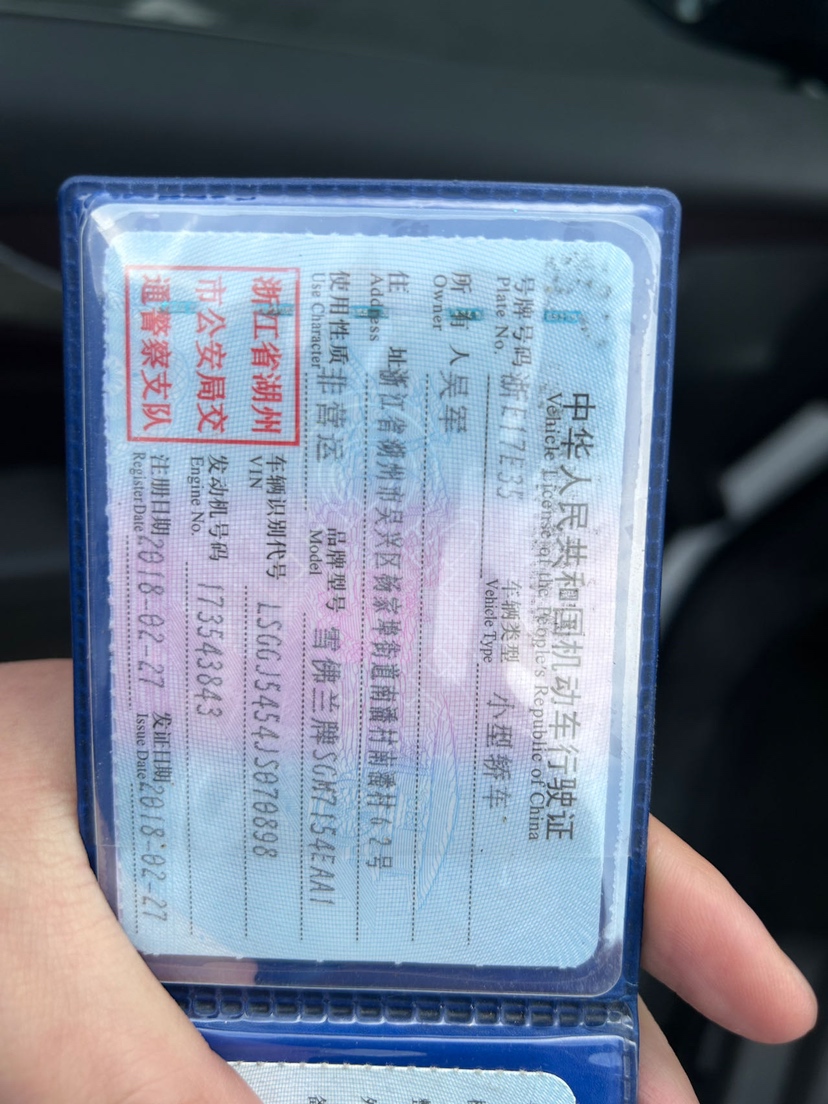 中华人民共和国机动车行驶证
Vehicle License of the People's Republic of China
号牌号码 浙E17E35 车辆类型 小型轿车
Plate No. Vehicle Type
所有人 吴军
Owner
住址 浙江省湖州市吴兴区杨家埠街道南潘村南潘村62号
Address
使用性质 非营运 品牌型号 雪佛兰牌SGM7154EAA1
Use Character Model
浙江省湖州
市公安局交
通警察支队
车辆识别代号 LSGGJ5454JS070898
VIN
发动机号码 173543843
Engine No.
注册日期 2018-02-27 发证日期 2018-02-27
Register Date Issue Date